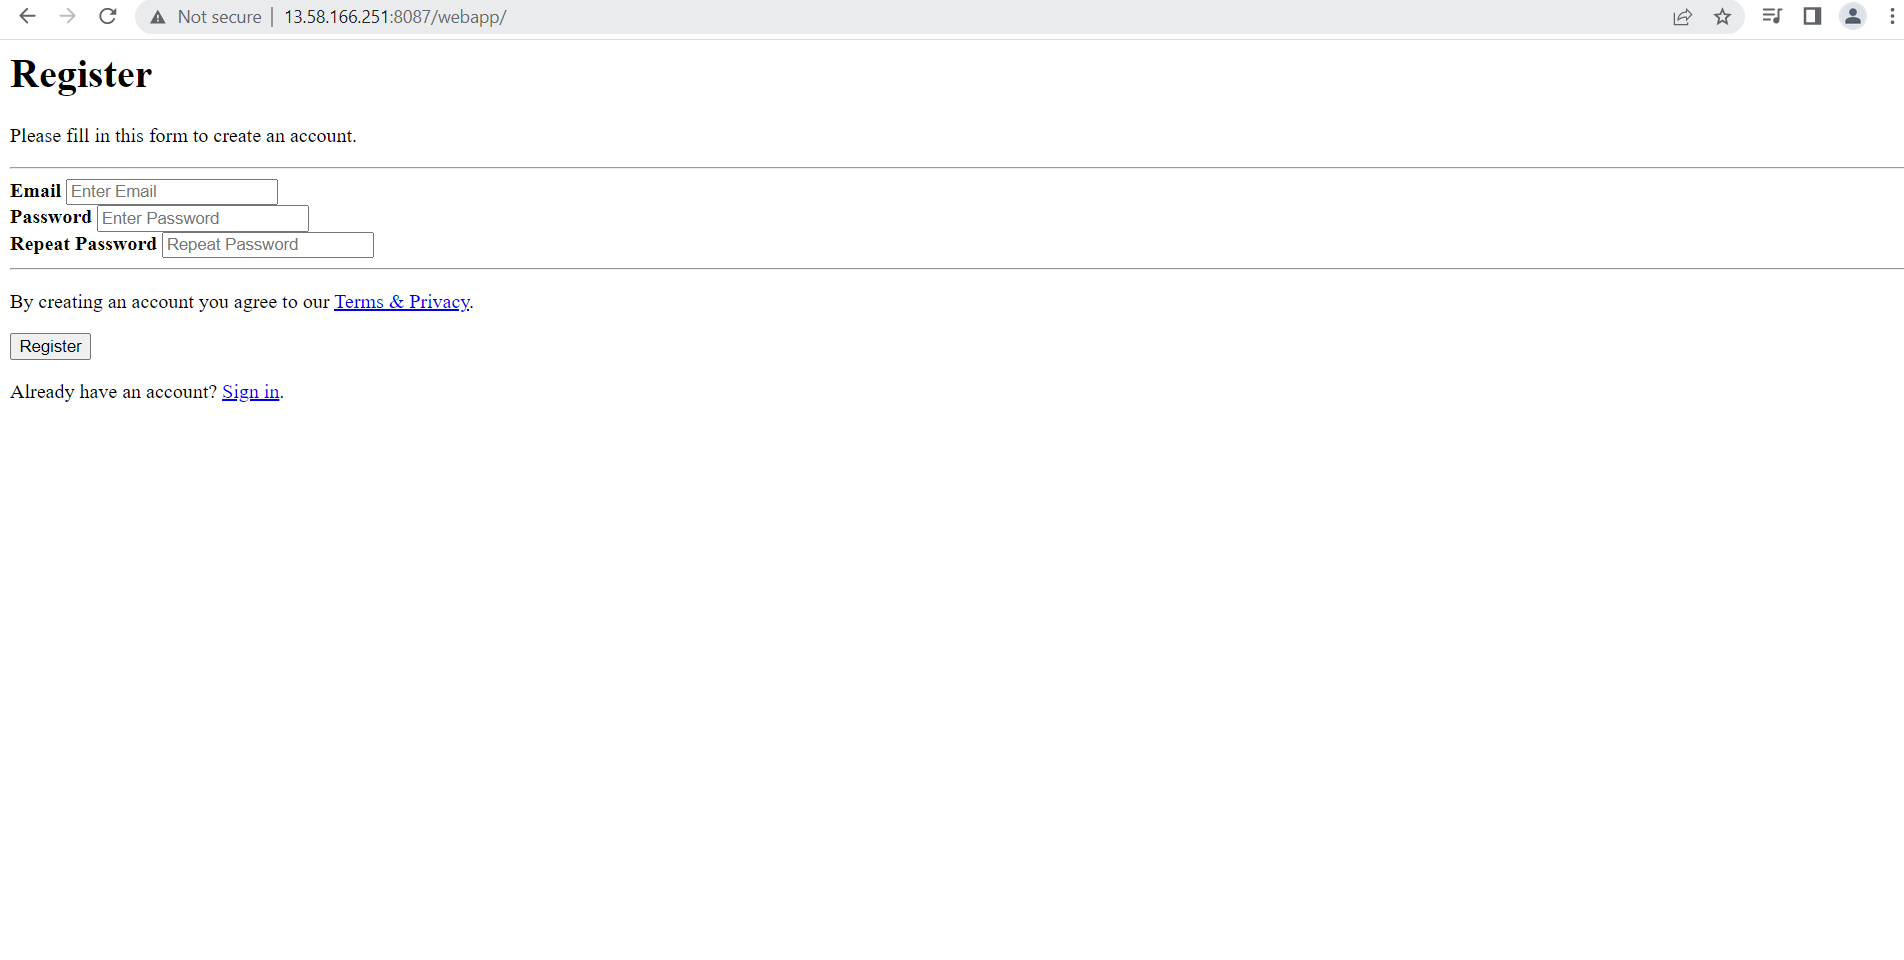 Not secure | 13.58.166.251:8087/webapp/
Register
Please fill in this form to create an account.
Email Enter Email
Password Enter Password
Repeat Password Repeat Password
By creating an account you agree to our Terms & Privacy.
Register
Already have an account? Sign in.